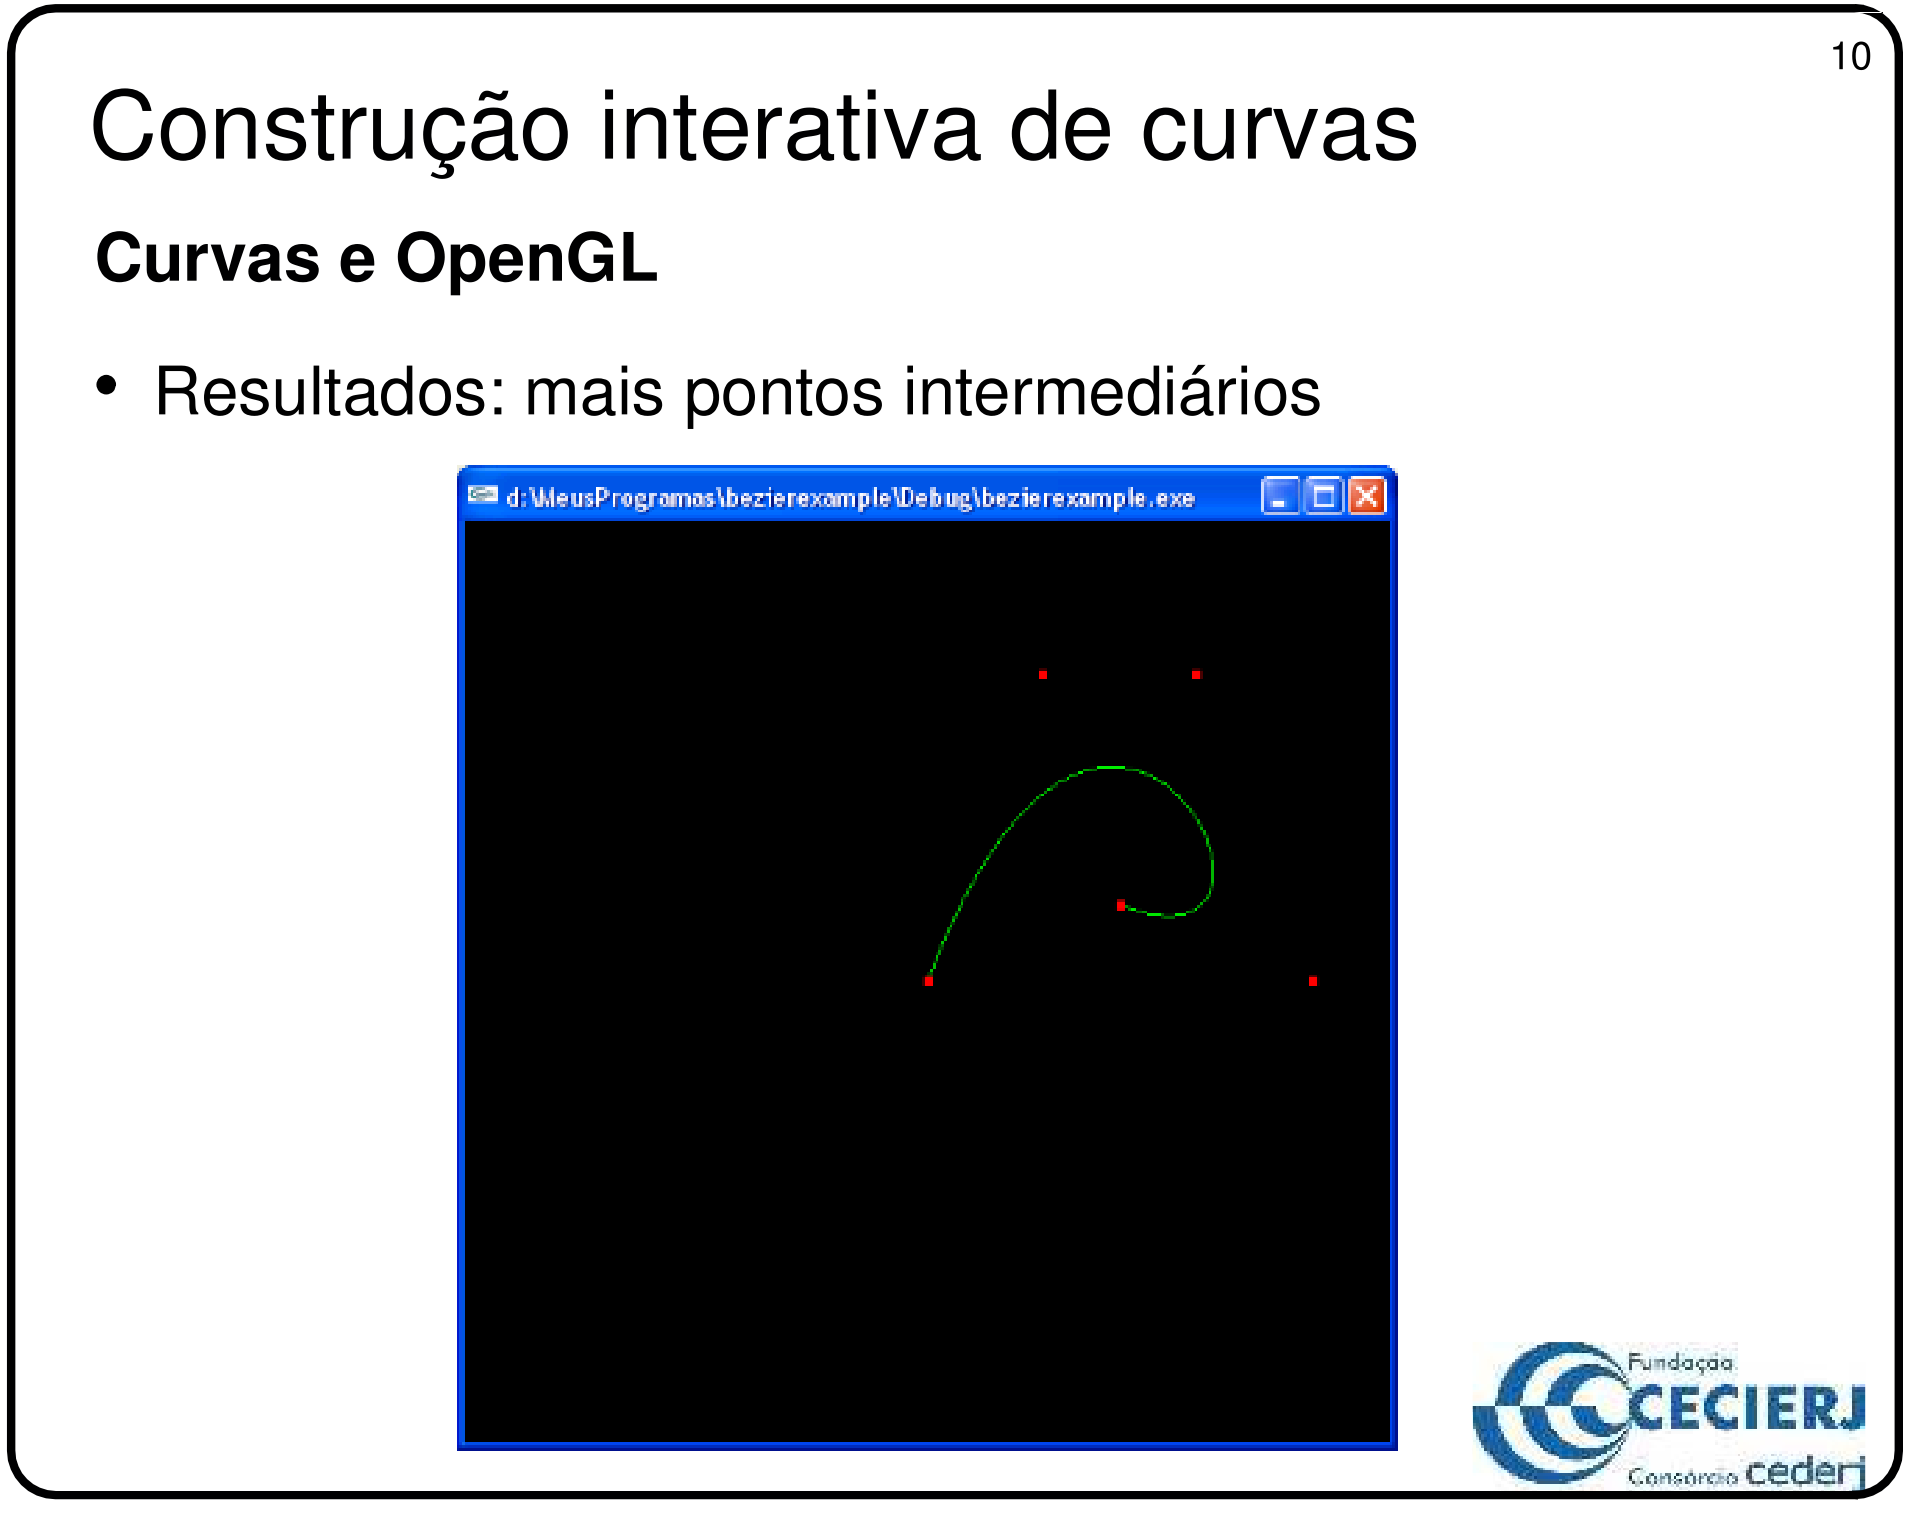 10
Construção interativa de curvas
Curvas e OpenGL
• Resultados: mais pontos intermediários
d:\MeusProgramas\bezierexample\Debug\bezierexample.exe
Fundação
CECIERJ
Consórcio cederj